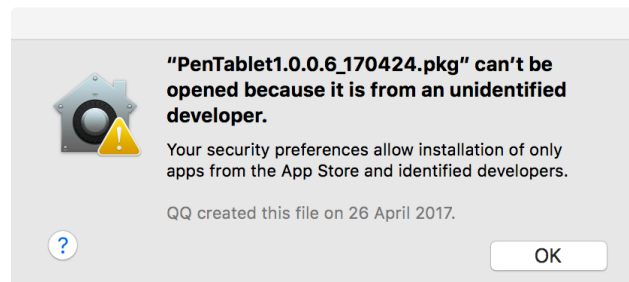 “PenTablet1.0.0.6_170424.pkg” can’t be
opened because it is from an unidentified
developer.
Your security preferences allow installation of only
apps from the App Store and identified developers.
QQ created this file on 26 April 2017.
?
OK